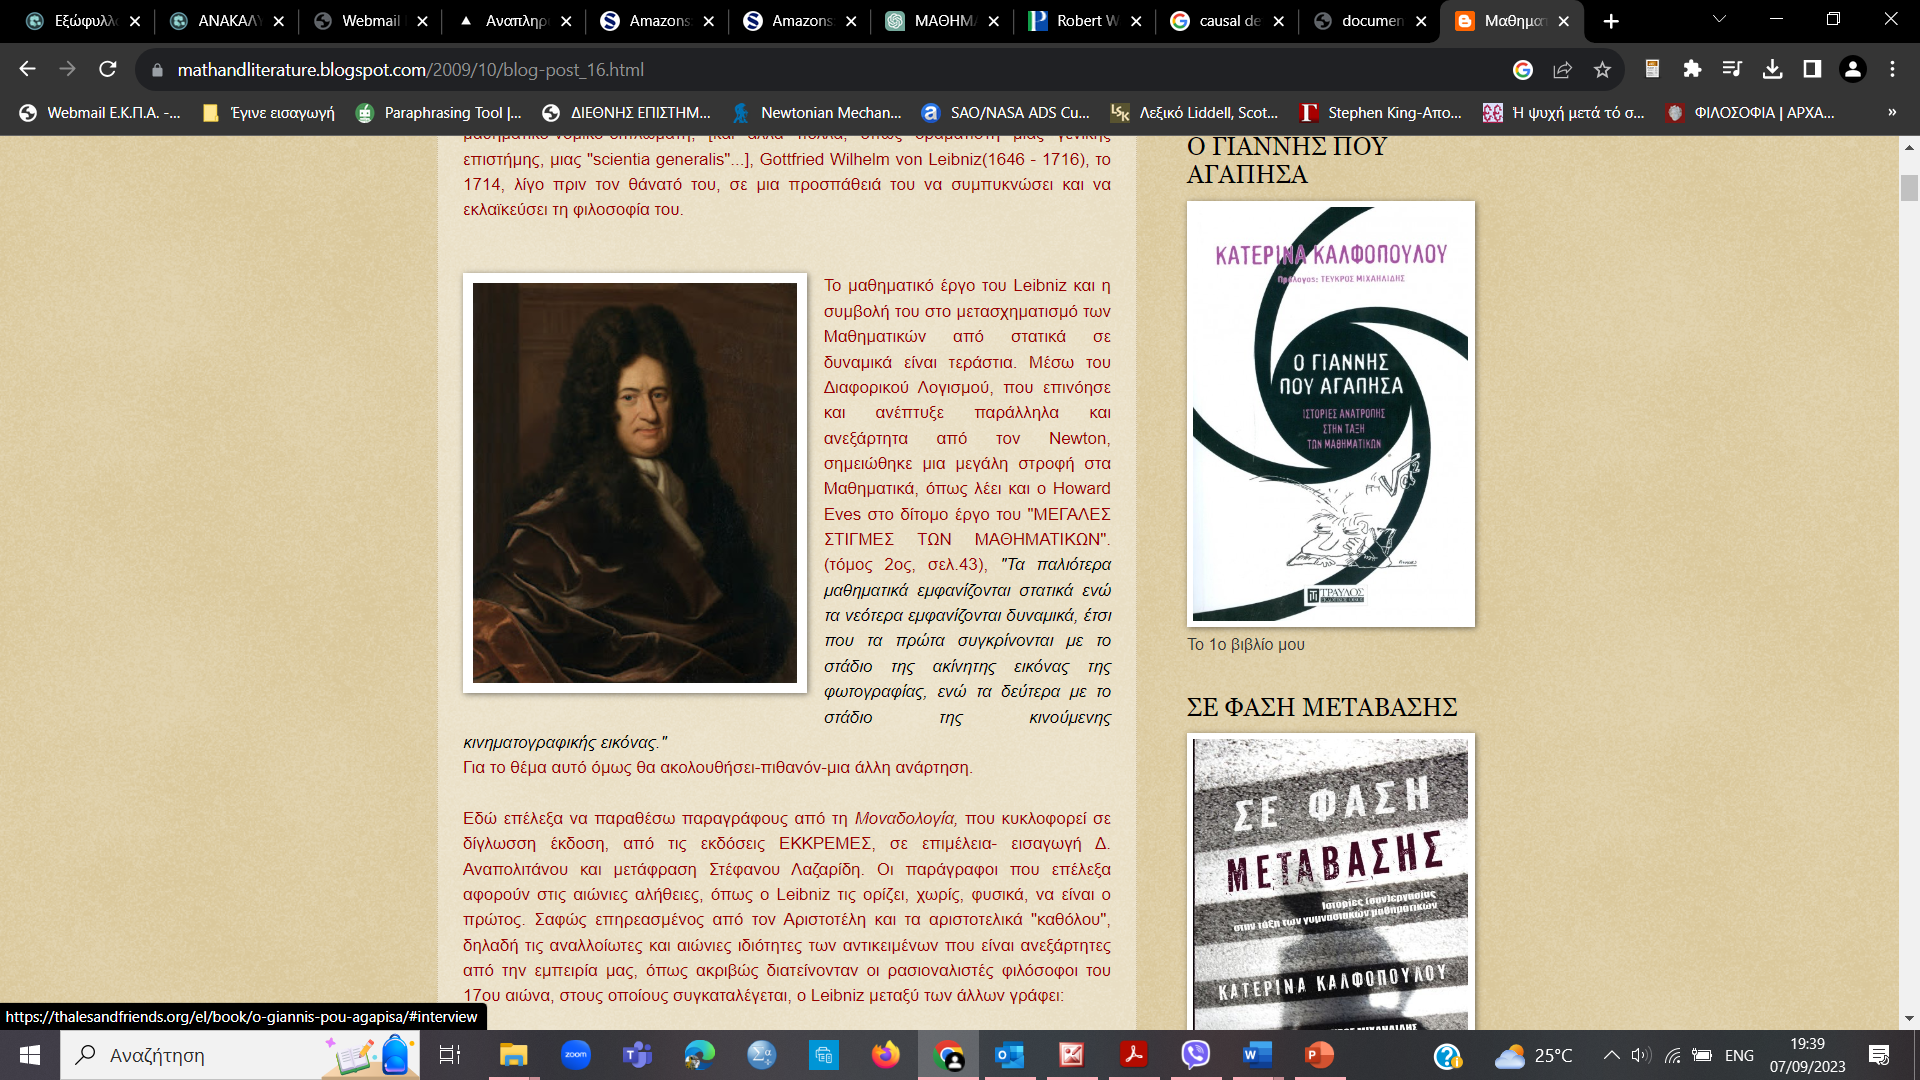 Εξώφυλλο
ΑΝΑΚΑΛΥ
Webmail
Αναπληρ
Amazons
Amazons
ΜΑΘΗΜΑ
Robert W
causal de
documen
Μαθημα
mathandliterature.blogspot.com/2009/10/blog-post_16.html
Webmail Ε.Κ.Π.Α. -...
Έγινε εισαγωγή
Paraphrasing Tool |...
ΔΙΕΘΝΗΣ ΕΠΙΣΤΗΜ...
Newtonian Mechan...
SAO/NASA ADS Cu...
Λεξικό Liddell, Scot...
Stephen King-Απο...
Ἡ ψυχή μετά τό σ...
ΦΙΛΟΣΟΦΙΑ | ΑΡΧΑ...
»
επιστήμης, μιας "scientia generalis"...], Gottfried Wilhelm von Leibniz(1646 - 1716), το
1714, λίγο πριν τον θάνατό του, σε μια προσπάθειά του να συμπυκνώσει και να
εκλαϊκεύσει τη φιλοσοφία του.
Το μαθηματικό έργο του Leibniz και η
συμβολή του στο μετασχηματισμό των
Μαθηματικών από στατικά σε
δυναμικά είναι τεράστια. Μέσω του
Διαφορικού Λογισμού, που επινόησε
και ανέπτυξε παράλληλα και
ανεξάρτητα από τον Newton,
σημειώθηκε μια μεγάλη στροφή στα
Μαθηματικά, όπως λέει και ο Howard
Eves στο δίτομο έργο του "ΜΕΓΑΛΕΣ
ΣΤΙΓΜΕΣ ΤΩΝ ΜΑΘΗΜΑΤΙΚΩΝ".
(τόμος 2ος, σελ.43), "Τα παλιότερα
μαθηματικά εμφανίζονται στατικά ενώ
τα νεότερα εμφανίζονται δυναμικά, έτσι
που τα πρώτα συγκρίνονται με το
στάδιο της ακίνητης εικόνας της
φωτογραφίας, ενώ τα δεύτερα με το
στάδιο της κινούμενης
κινηματογραφικής εικόνας."
Για το θέμα αυτό όμως θα ακολουθήσει-πιθανόν-μια άλλη ανάρτηση.
Εδώ επέλεξα να παραθέσω παραγράφους από τη Μοναδολογία, που κυκλοφορεί σε
δίγλωσση έκδοση, από τις εκδόσεις ΕΚΚΡΕΜΕΣ, σε επιμέλεια- εισαγωγή Δ.
Αναπολιτάνου και μετάφραση Στέφανου Λαζαρίδη. Οι παράγραφοι που επέλεξα
αφορούν στις αιώνιες αλήθειες, όπως ο Leibniz τις ορίζει, χωρίς, φυσικά, να είναι ο
πρώτος. Σαφώς επηρεασμένος από τον Αριστοτέλη και τα αριστοτελικά "καθόλου",
δηλαδή τις αναλλοίωτες και αιώνιες ιδιότητες των αντικειμένων που είναι ανεξάρτητες
από την εμπειρία μας, όπως ακριβώς διατείνονταν οι ρασιοναλιστές φιλόσοφοι του
17ου αιώνα, στους οποίους συγκαταλέγεται, ο Leibniz μεταξύ των άλλων γράφει:
Ο ΓΙΑΝΝΗΣ ΠΟΥ
ΑΓΑΠΗΣΑ
ΚΑΤΕΡΙΝΑ ΚΑΛΦΟΠΟΥΛΟΥ
Πρόλογος: ΤΕΥΚΡΟΣ ΜΙΧΑΗΛΙΔΗΣ
Ο ΓΙΑΝΝΗΣ
ΠΟΥ ΑΓΑΠΗΣΑ
ΙΣΤΟΡΙΕΣ ΑΝΑΤΡΟΠΗΣ
ΣΤΗΝ ΤΑΞΗ
ΤΩΝ ΜΑΘΗΜΑΤΙΚΩΝ
ΤΡΑΥΛΟΣ
Το 1ο βιβλίο μου
ΣΕ ΦΑΣΗ ΜΕΤΑΒΑΣΗΣ
ΣΕ ΦΑΣΗ
ΜΕΤΑΒΑΣΗΣ
Ιστορίες (συν)εργασίας
στην τάξη των γυμνασιακών μαθηματικών
ΚΑΤΕΡΙΝΑ ΚΑΛΦΟΠΟΥΛΟΥ
https://thalesandfriends.org/el/book/o-giannis-pou-agapisa/#interview
Αναζήτηση
zoom
25°C
ENG
19:39
07/09/2023